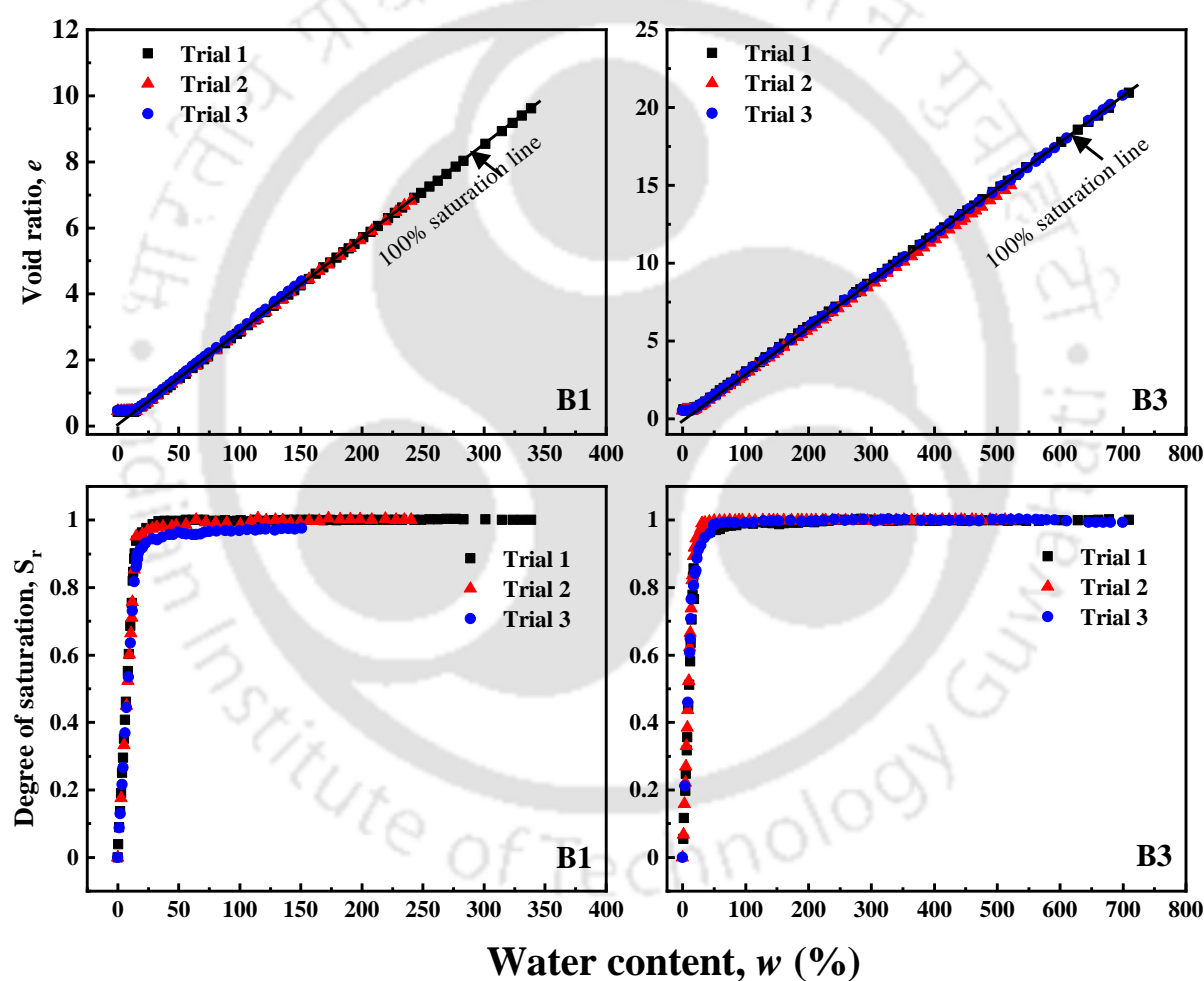 12
10
8
6
4
2
0
Void ratio, e
Trial 1
Trial 2
Trial 3
100% saturation line
B1
0 50 100 150 200 250 300 350 400
25
20
15
10
5
0
Trial 1
Trial 2
Trial 3
100% saturation line
B3
0 100 200 300 400 500 600 700 800
1
0.8
0.6
0.4
0.2
0
Degree of saturation, Sr
Trial 1
Trial 2
Trial 3
B1
0 50 100 150 200 250 300 350 400
1
0.8
0.6
0.4
0.2
0
Trial 1
Trial 2
Trial 3
B3
0 100 200 300 400 500 600 700 800
Water content, w (%)
Indian Institute of Technology Guwahati